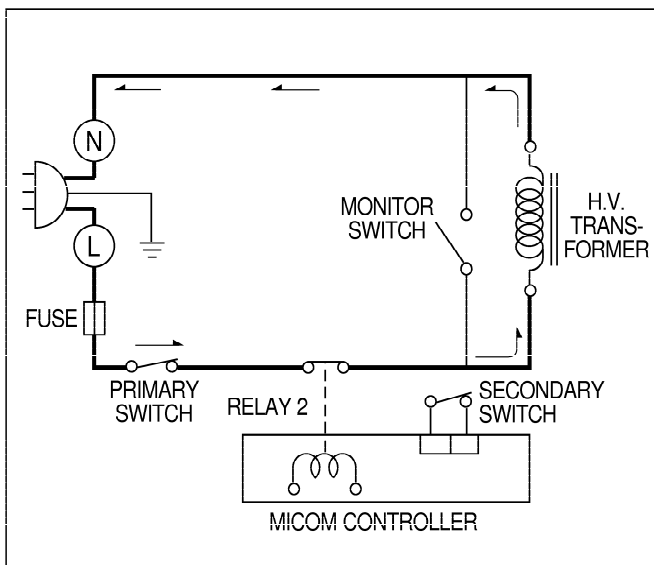 N
MONITOR
SWITCH
H.V.
TRANS-
FORMER
L
FUSE
PRIMARY
SWITCH
RELAY 2
SECONDARY
SWITCH
MICOM CONTROLLER